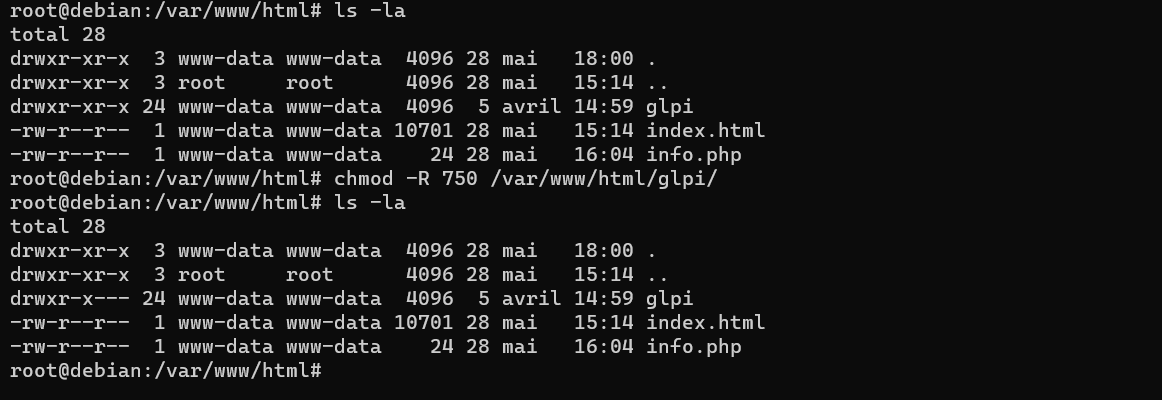 root@debian:/var/www/html# ls -la
total 28
drwxr-xr-x  3 www-data www-data  4096 28 mai   18:00 .
drwxr-xr-x  3 root     root      4096 28 mai   15:14 ..
drwxr-xr-x 24 www-data www-data  4096  5 avril 14:59 glpi
-rw-r--r--  1 www-data www-data 10701 28 mai   15:14 index.html
-rw-r--r--  1 www-data www-data    24 28 mai   16:04 info.php
root@debian:/var/www/html# chmod -R 750 /var/www/html/glpi/
root@debian:/var/www/html# ls -la
total 28
drwxr-xr-x  3 www-data www-data  4096 28 mai   18:00 .
drwxr-xr-x  3 root     root      4096 28 mai   15:14 ..
drwxr-x--- 24 www-data www-data  4096  5 avril 14:59 glpi
-rw-r--r--  1 www-data www-data 10701 28 mai   15:14 index.html
-rw-r--r--  1 www-data www-data    24 28 mai   16:04 info.php
root@debian:/var/www/html#